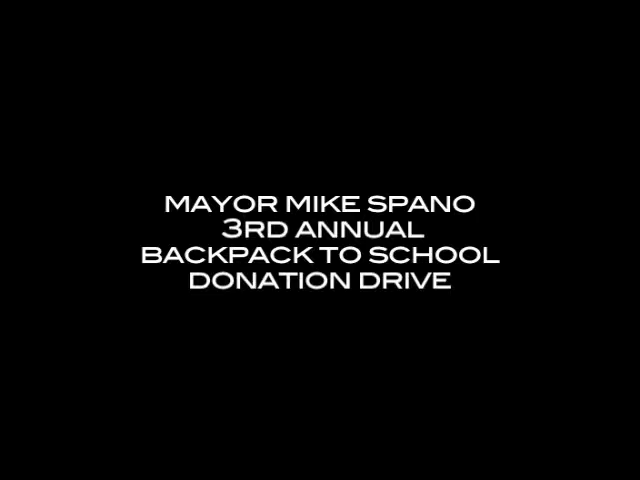 MAYOR MIKE SPANO
3RD ANNUAL
BACKPACK TO SCHOOL
DONATION DRIVE